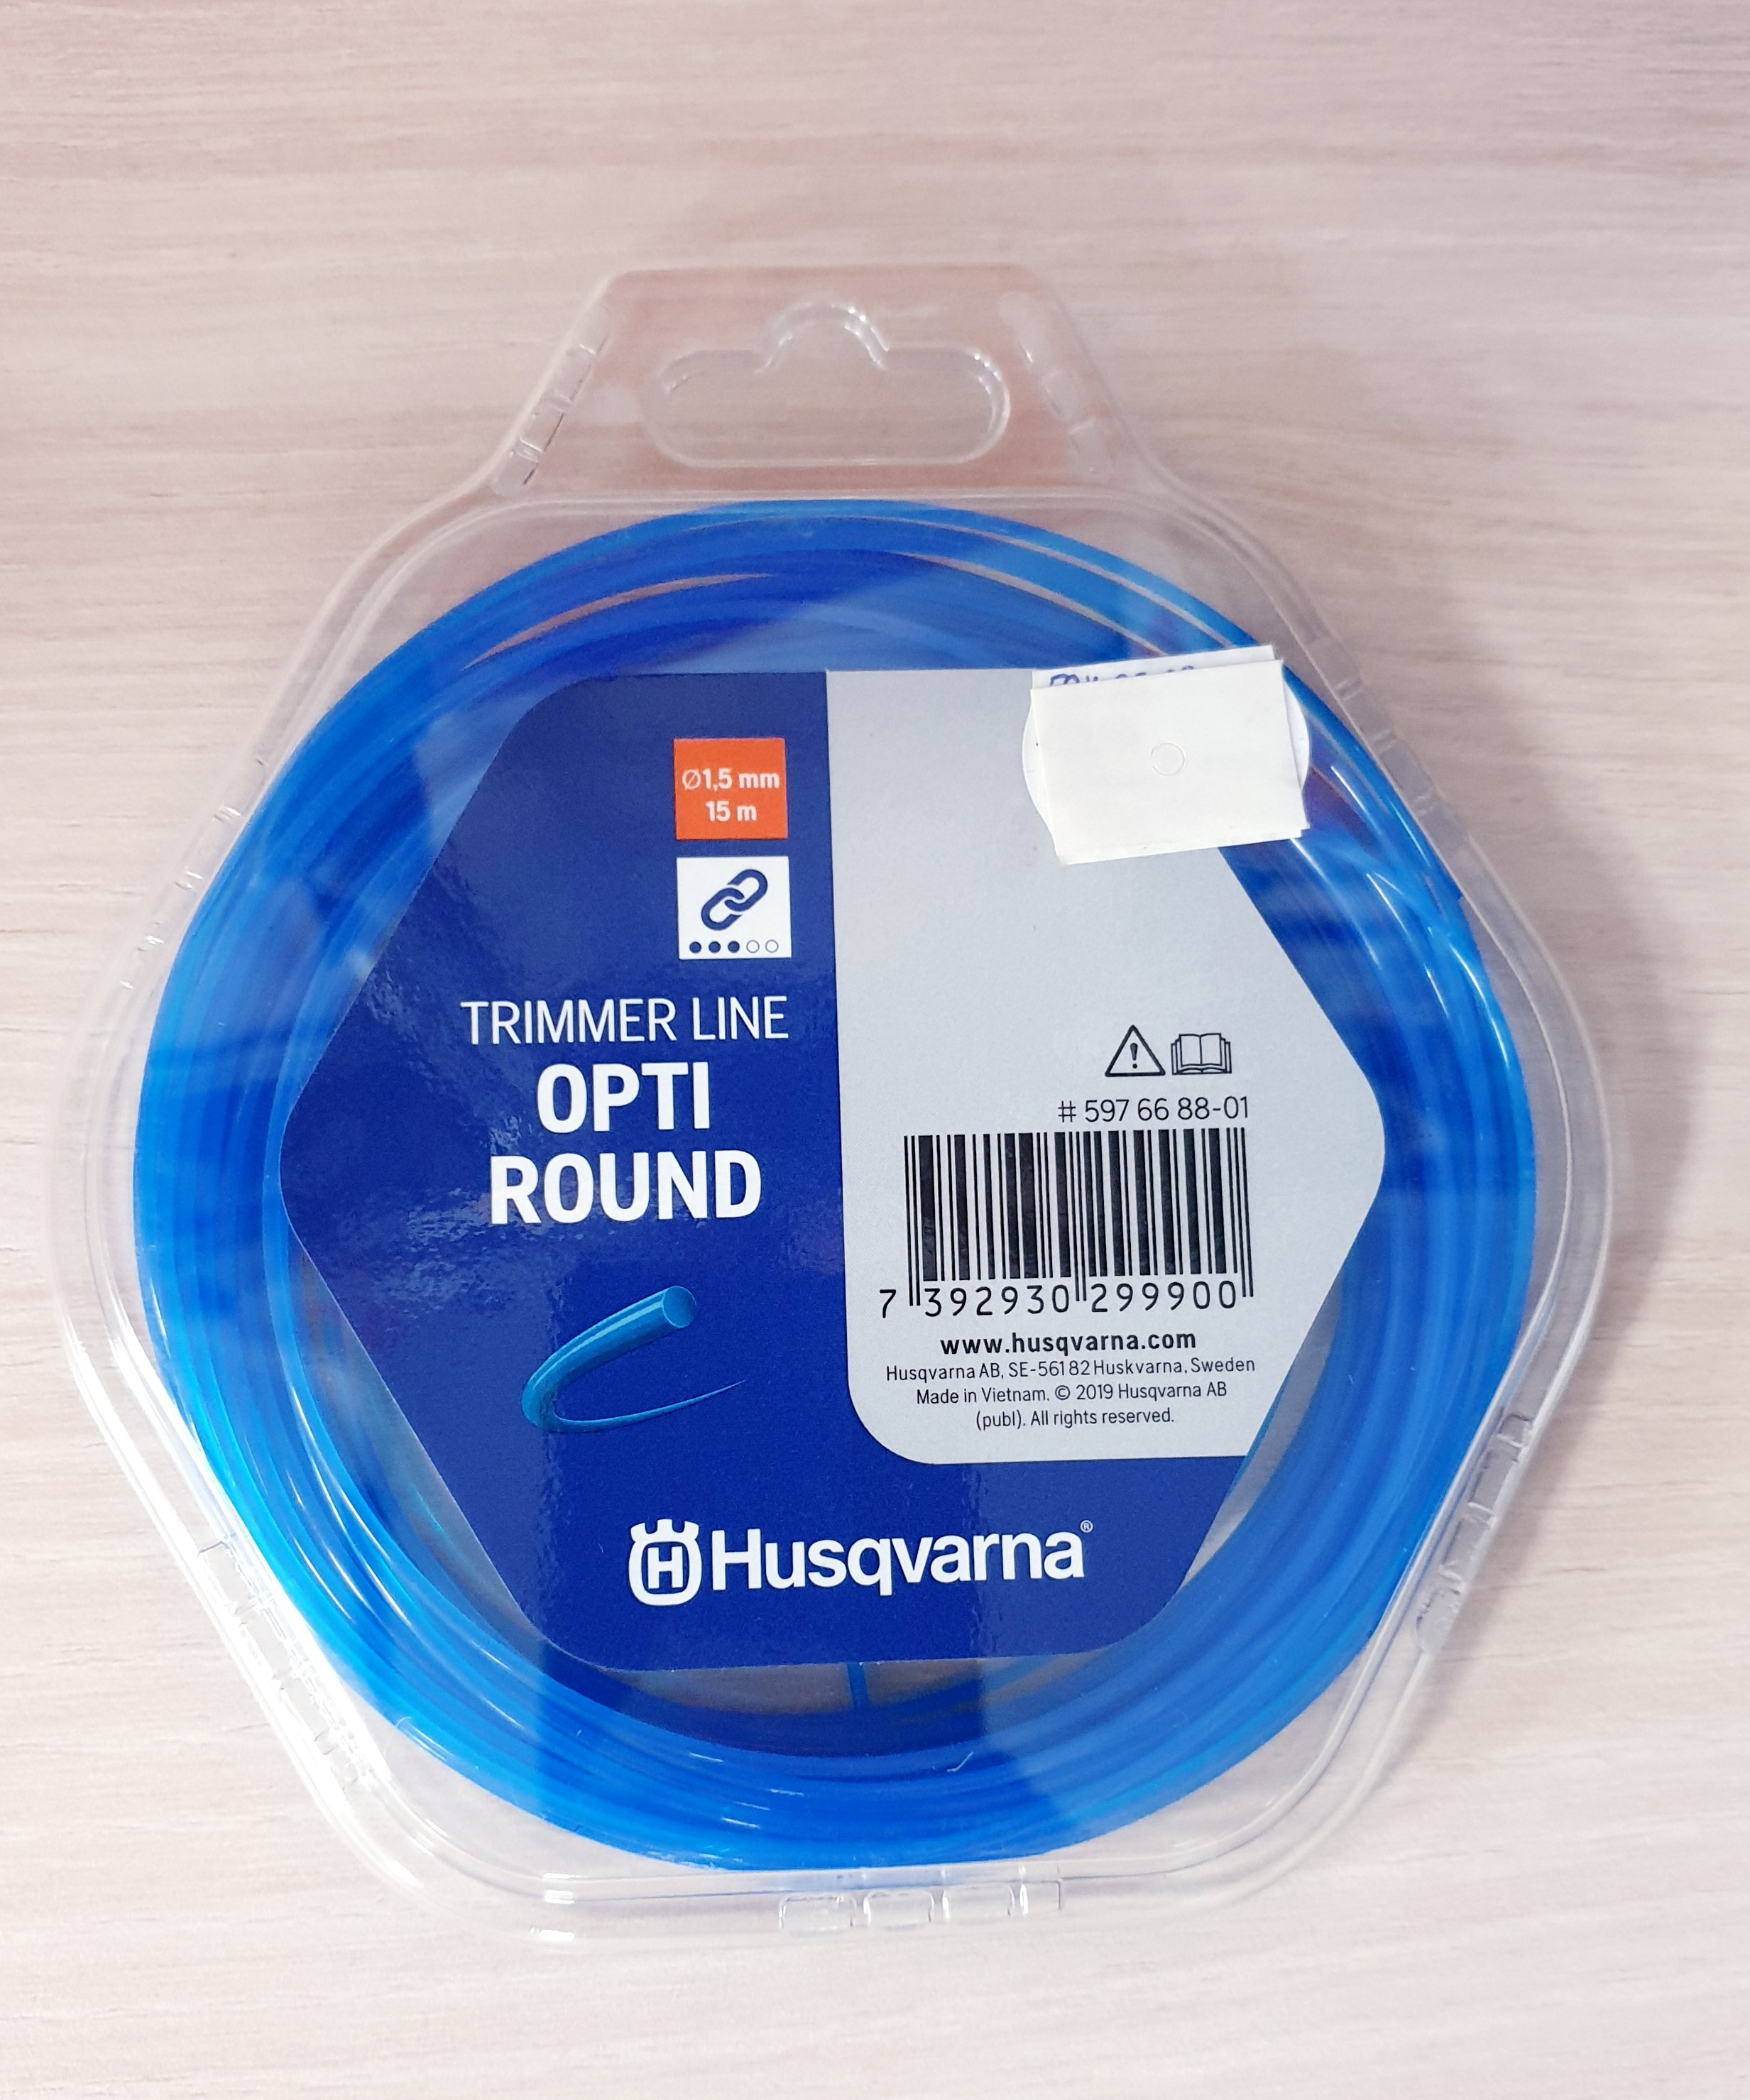 Ø1,5 mm
15 m
TRIMMER LINE
OPTI
ROUND
# 597 66 88-01
7 392930 299900
www.husqvarna.com
Husqvarna AB, SE-561 82 Huskvarna, Sweden
Made in Vietnam. © 2019 Husqvarna AB
(publ). All rights reserved.
H Husqvarna®